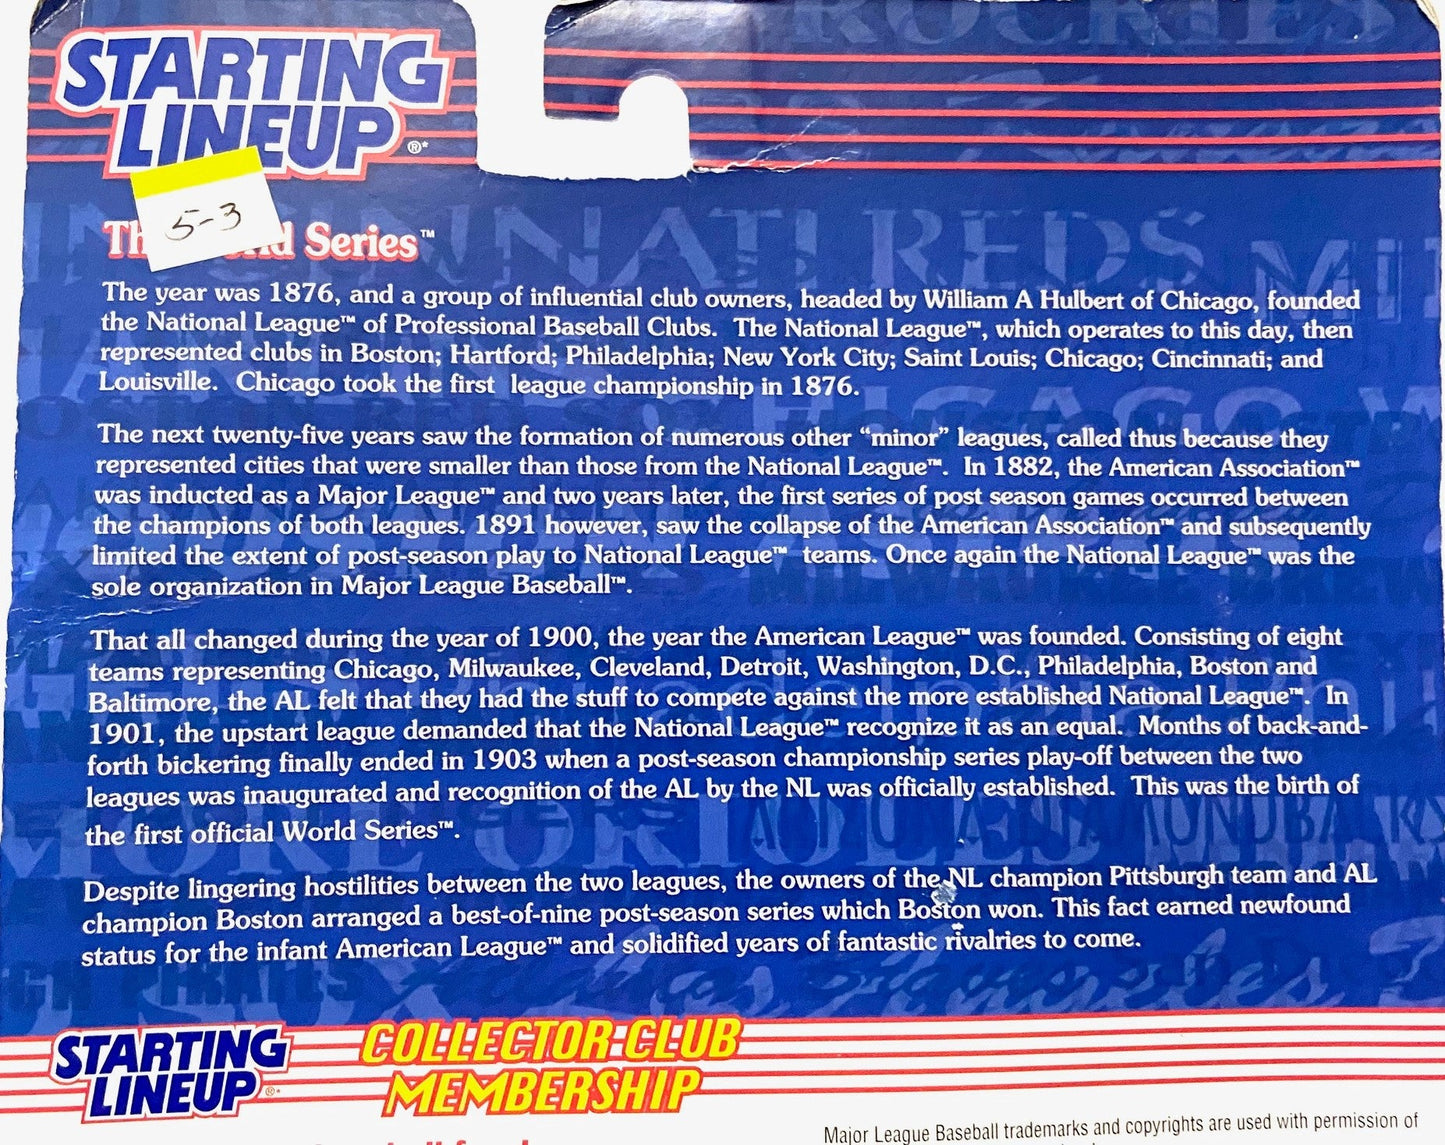 STARTING
LINEUP®*
5-3
Series™
The year was 1876, and a group of influential club owners, headed by William A Hulbert of Chicago, founded
the National League™ of Professional Baseball Clubs. The National League™, which operates to this day, then
represented clubs in Boston; Hartford; Philadelphia; New York City; Saint Louis; Chicago; Cincinnati; and
Louisville. Chicago took the first league championship in 1876.
The next twenty-five years saw the formation of numerous other “minor” leagues, called thus because they
represented cities that were smaller than those from the National League™. In 1882, the American Association™
was inducted as a Major League™ and two years later, the first series of post season games occurred between
the champions of both leagues. 1891 however, saw the collapse of the American Association™ and subsequently
limited the extent of post-season play to National League™ teams. Once again the National League™ was the
sole organization in Major League Baseball™.
That all changed during the year of 1900, the year the American League™ was founded. Consisting of eight
teams representing Chicago, Milwaukee, Cleveland, Detroit, Washington, D.C., Philadelphia, Boston and
Baltimore, the AL felt that they had the stuff to compete against the more established National League™. In
1901, the upstart league demanded that the National League™ recognize it as an equal. Months of back-and-
forth bickering finally ended in 1903 when a post-season championship series play-off between the two
leagues was inaugurated and recognition of the AL by the NL was officially established. This was the birth of
the first official World Series™.
Despite lingering hostilities between the two leagues, the owners of the NL champion Pittsburgh team and AL
champion Boston arranged a best-of-nine post-season series which Boston won. This fact earned newfound
status for the infant American League™ and solidified years of fantastic rivalries to come.
STARTING
LINEUP®*
COLLECTOR CLUB
MEMBERSHIP
Major League Baseball trademarks and copyrights are used with permission of